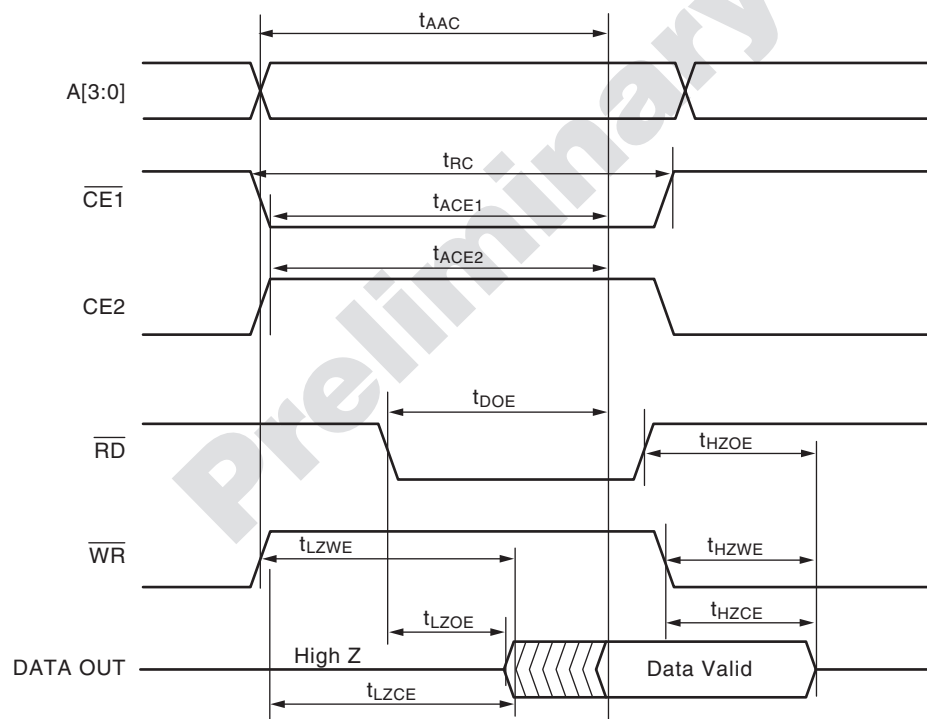 tAAC
A[3:0]
tRC
CE1
tACE1
tACE2
CE2
tDOE
RD
tHZOE
WR
tLZWE
tHZWE
tHZCE
tLZOE
DATA OUT
High Z
Data Valid
tLZCE
Preliminary